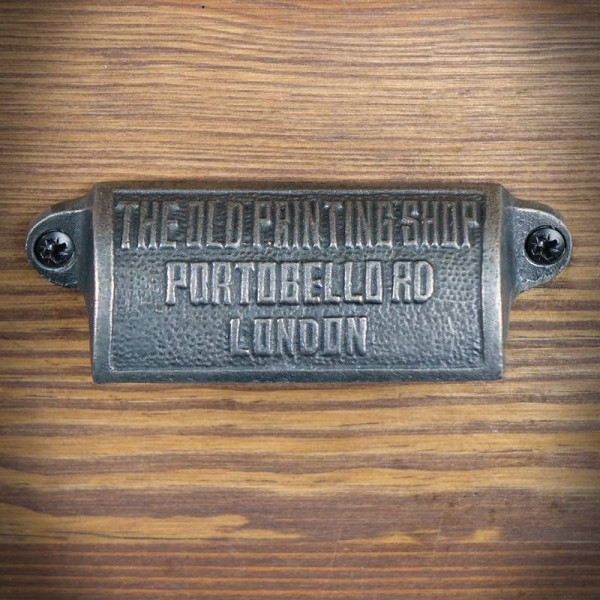 THE OLD PRINTING SHOP
PORTOBELLO RD
LONDON